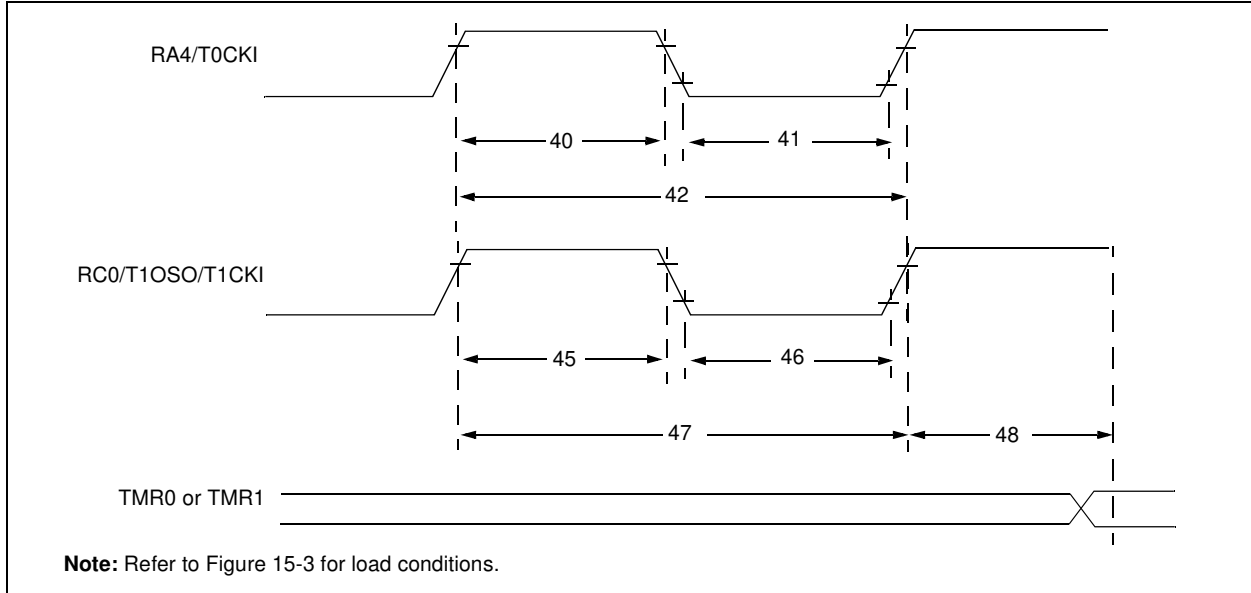 RA4/T0CKI
40
41
42
RC0/T1OSO/T1CKI
45
46
47
48
TMR0 or TMR1
Note: Refer to Figure 15-3 for load conditions.